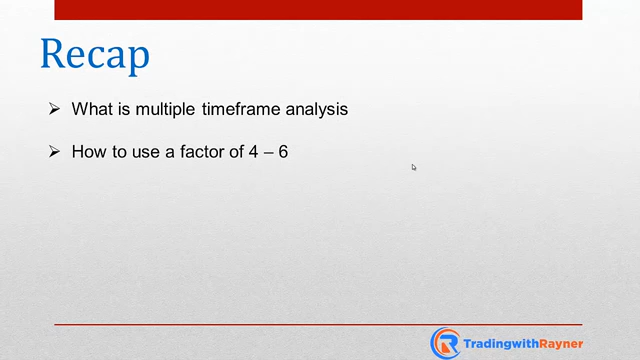 Recap
What is multiple timeframe analysis
How to use a factor of 4 – 6
TradingwithRayner